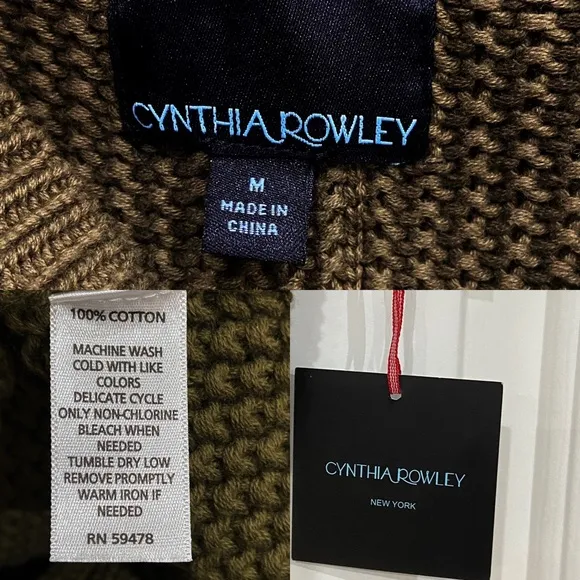 CYNTHIA ROWLEY
M
MADE IN
CHINA
100% COTTON
MACHINE WASH
COLD WITH LIKE
COLORS
DELICATE CYCLE
ONLY NON-CHLORINE
BLEACH WHEN
NEEDED
TUMBLE DRY LOW
REMOVE PROMPTLY
WARM IRON IF
NEEDED
RN 59478
CYNTHIA ROWLEY
NEW YORK